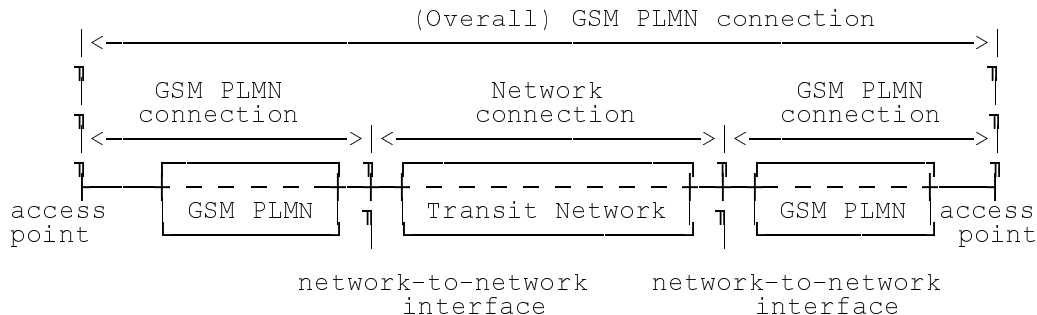 (Overall) GSM PLMN connection
GSM PLMN connection
Network connection
GSM PLMN connection
access point
GSM PLMN
Transit Network
GSM PLMN
access point
network-to-network interface
network-to-network interface